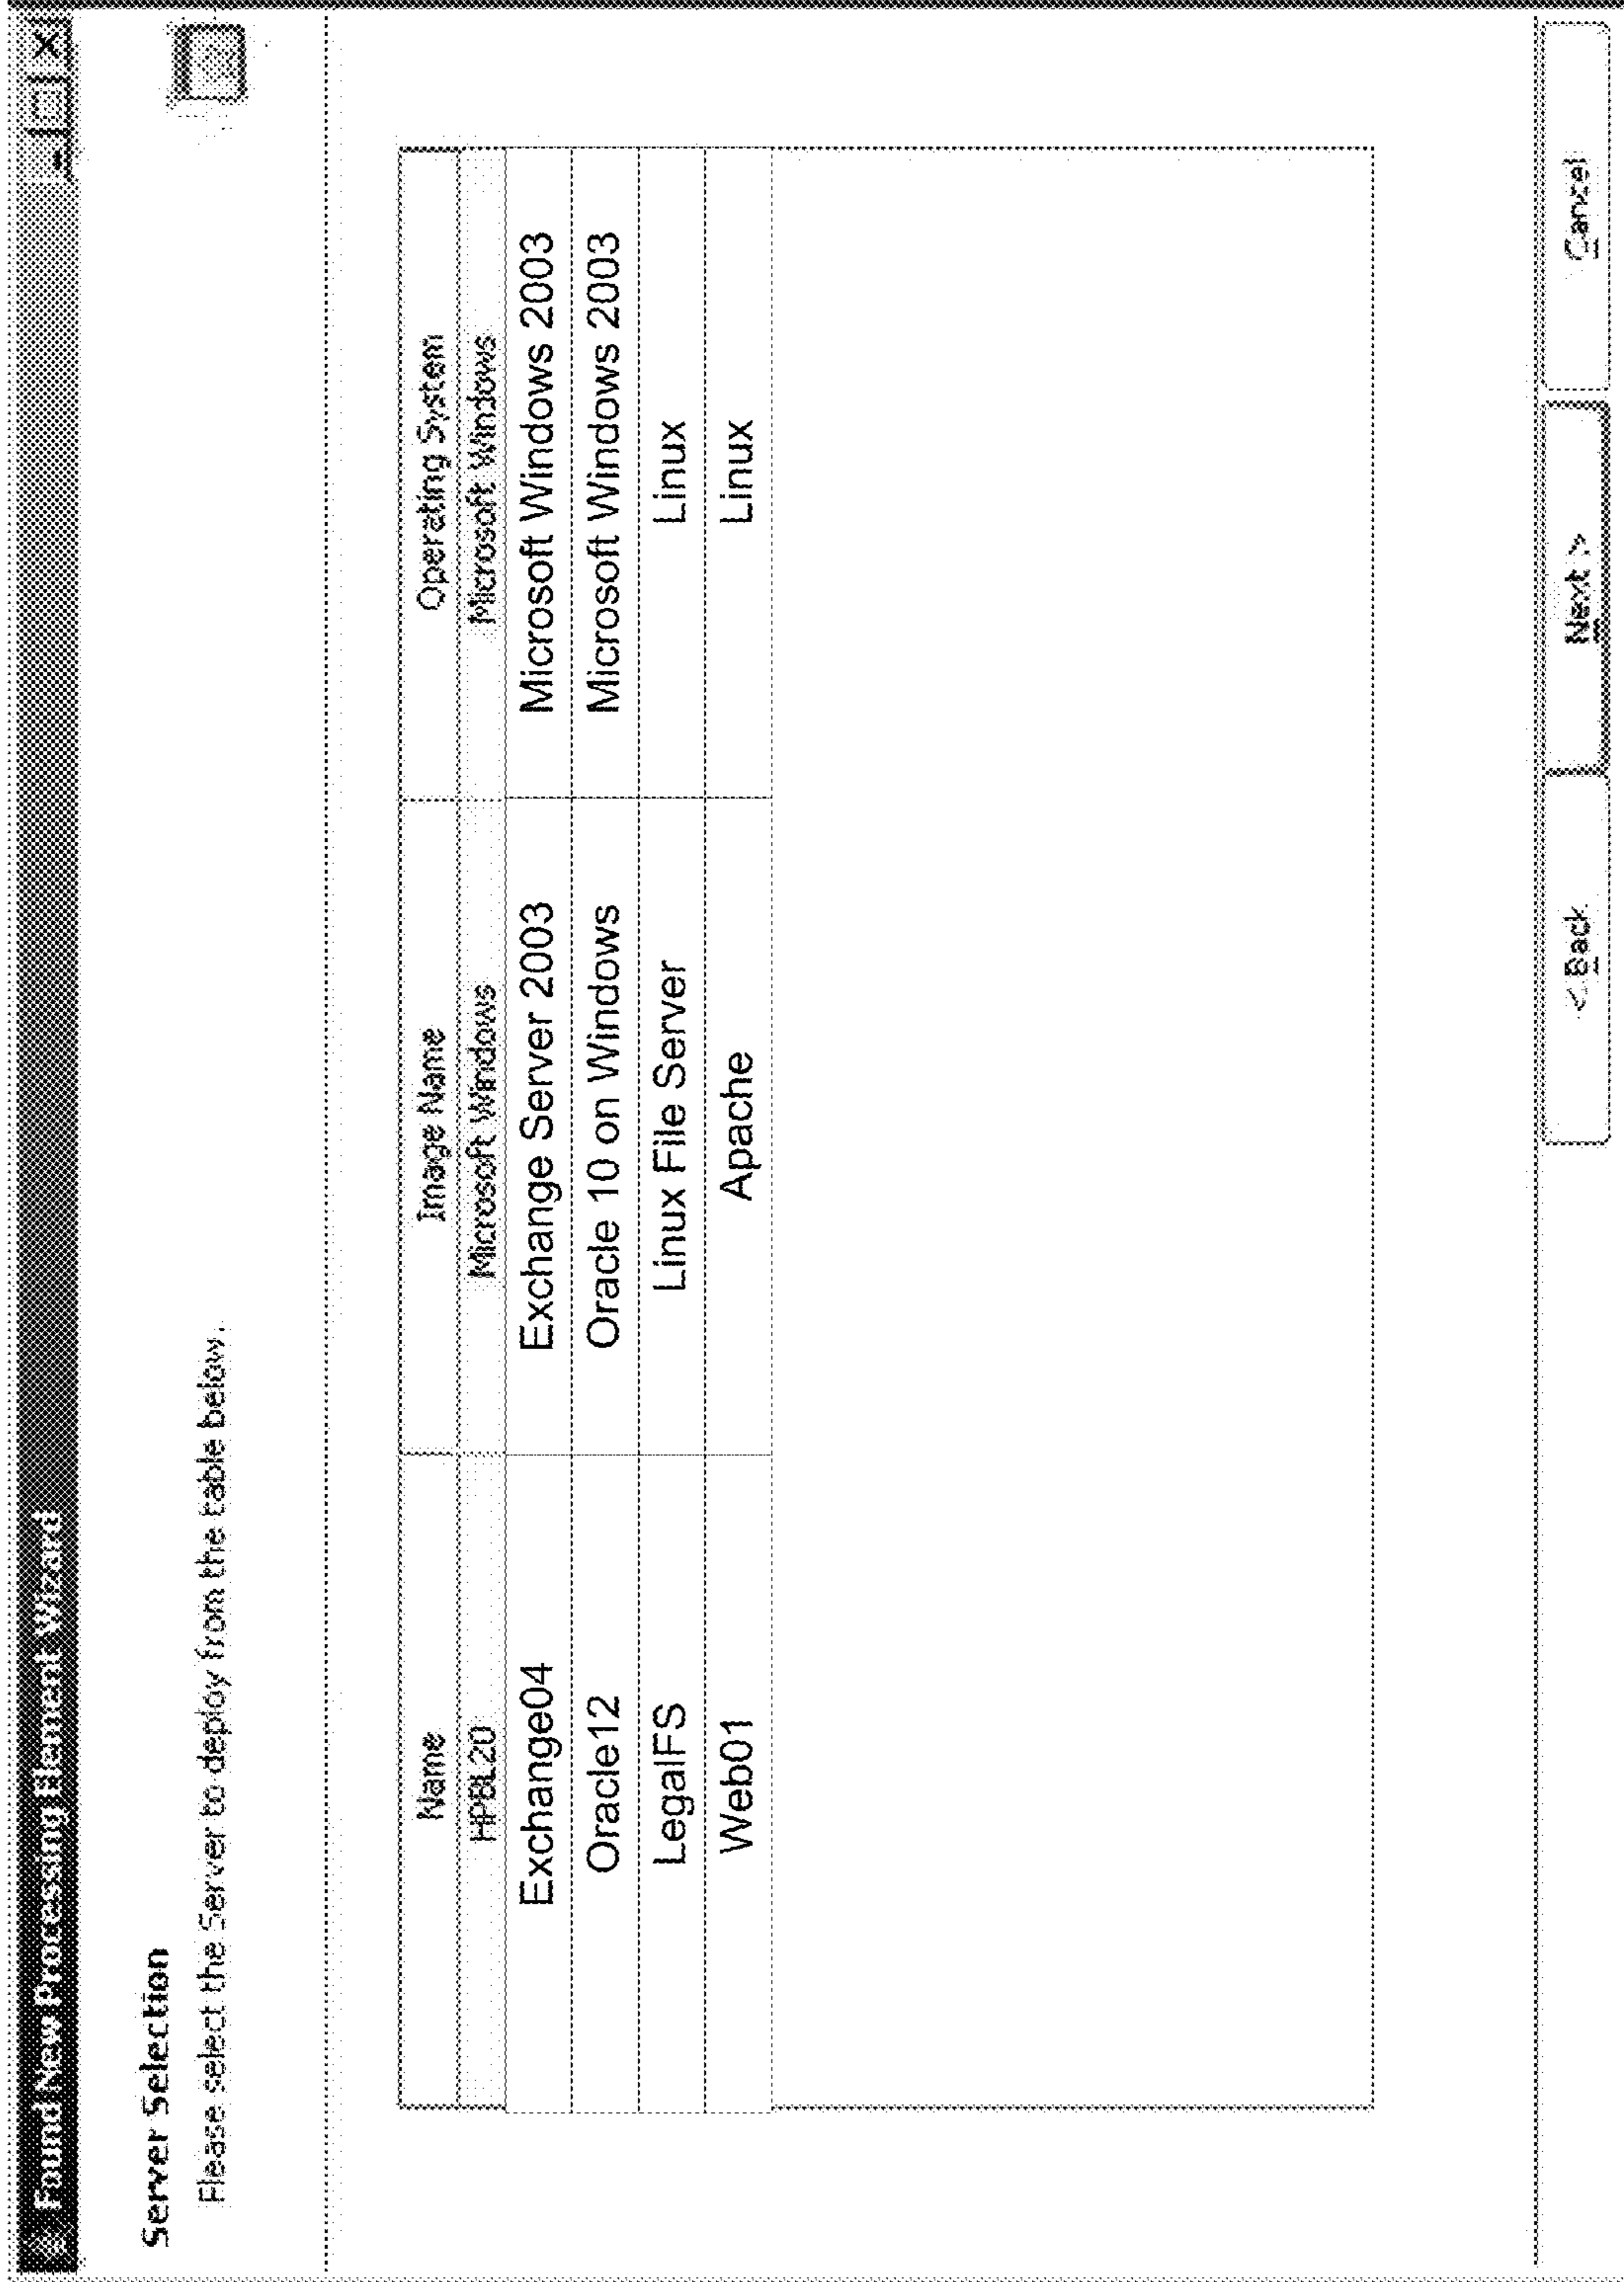 Found New Processing Element Wizard
Server Selection
Please select the Server to deploy from the table below.
Name Image Name Operating System
HPBL20 Microsoft Windows Microsoft Windows
Exchange04 Exchange Server 2003 Microsoft Windows 2003
Oracle12 Oracle 10 on Windows Microsoft Windows 2003
LegalFS Linux File Server Linux
Web01 Apache Linux
< Back Next > Cancel